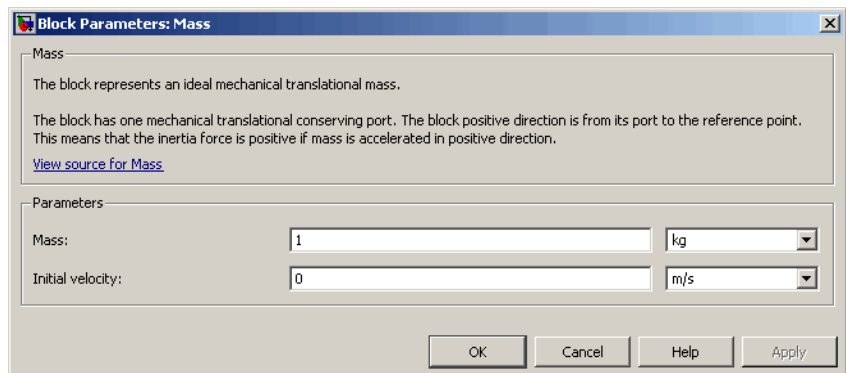 Block Parameters: Mass
Mass
The block represents an ideal mechanical translational mass.
The block has one mechanical translational conserving port. The block positive direction is from its port to the reference point.
This means that the inertia force is positive if mass is accelerated in positive direction.
View source for Mass
Parameters
Mass: 1 kg
Initial velocity: 0 m/s
OK Cancel Help Apply